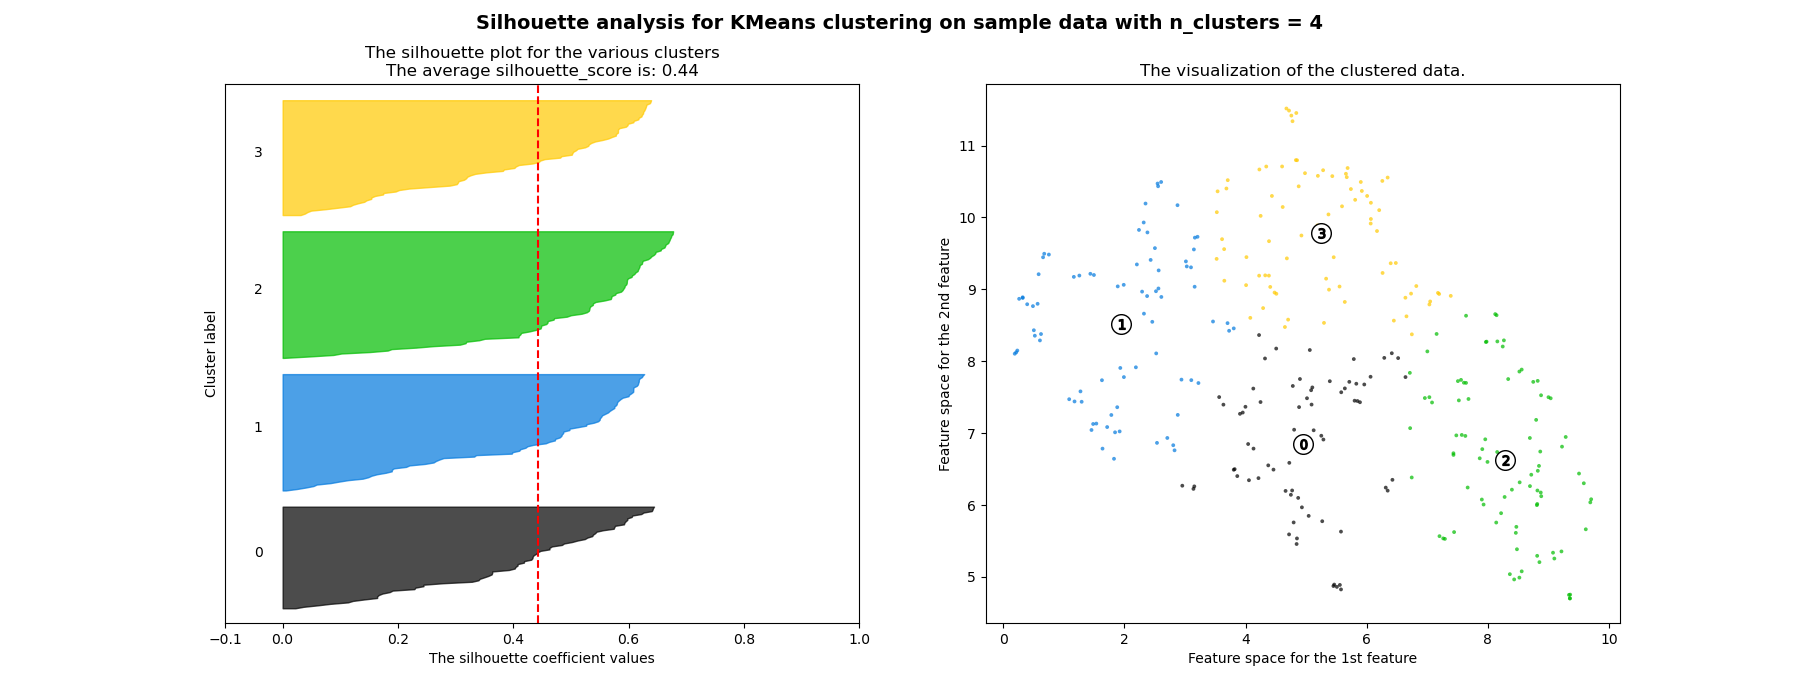 Silhouette analysis for KMeans clustering on sample data with n_clusters = 4
The silhouette plot for the various clusters
The average silhouette_score is: 0.44
3
2
1
0
Cluster label
−0.1 0.0 0.2 0.4 0.6 0.8 1.0
The silhouette coefficient values
The visualization of the clustered data.
11
10
9
8
7
6
5
Feature space for the 2nd feature
3
1
0
2
0 2 4 6 8 10
Feature space for the 1st feature